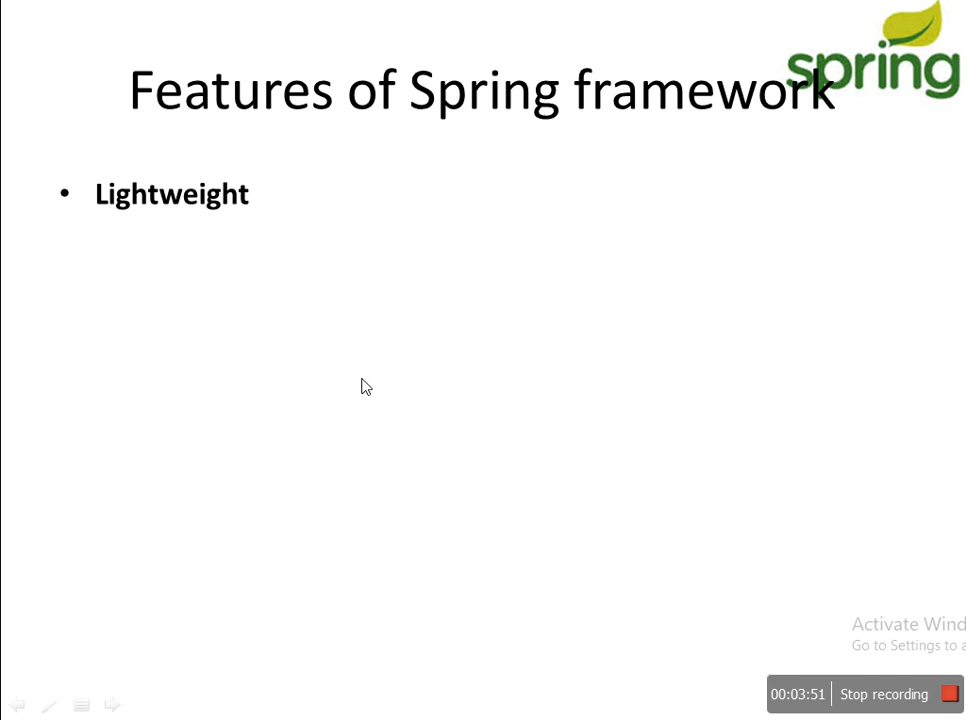 spring
Features of Spring framework
• Lightweight
Activate Wind
Go to Settings to a
00:03:51 Stop recording